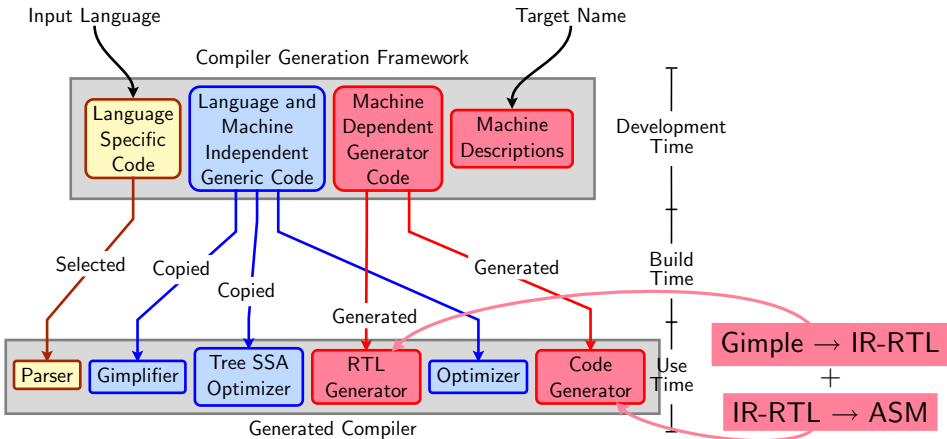 Input Language
Target Name
Compiler Generation Framework
Language
Specific
Code
Language and
Machine
Independent
Generic Code
Machine
Dependent
Generator
Code
Machine
Descriptions
Development
Time
Selected
Copied
Copied
Generated
Generated
Build
Time
Parser
Gimplifier
Tree SSA
Optimizer
RTL
Generator
Optimizer
Code
Generator
Use
Time
Gimple → IR-RTL
+
IR-RTL → ASM
Generated Compiler